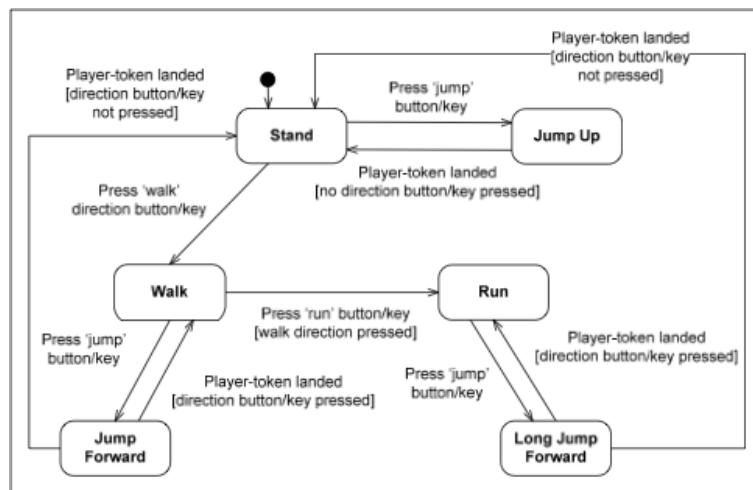 Player-token landed
[direction button/key
not pressed]
Player-token landed
[direction button/key
not pressed]
Press ‘jump’
button/key
Stand
Jump Up
Player-token landed
[no direction button/key pressed]
Press ‘walk’
direction button/key
Walk
Run
Press ‘run’ button/key
[walk direction pressed]
Press ‘jump’
button/key
Player-token landed
[direction button/key pressed]
Player-token landed
[direction button/key pressed]
Press ‘jump’
button/key
Jump
Forward
Long Jump
Forward